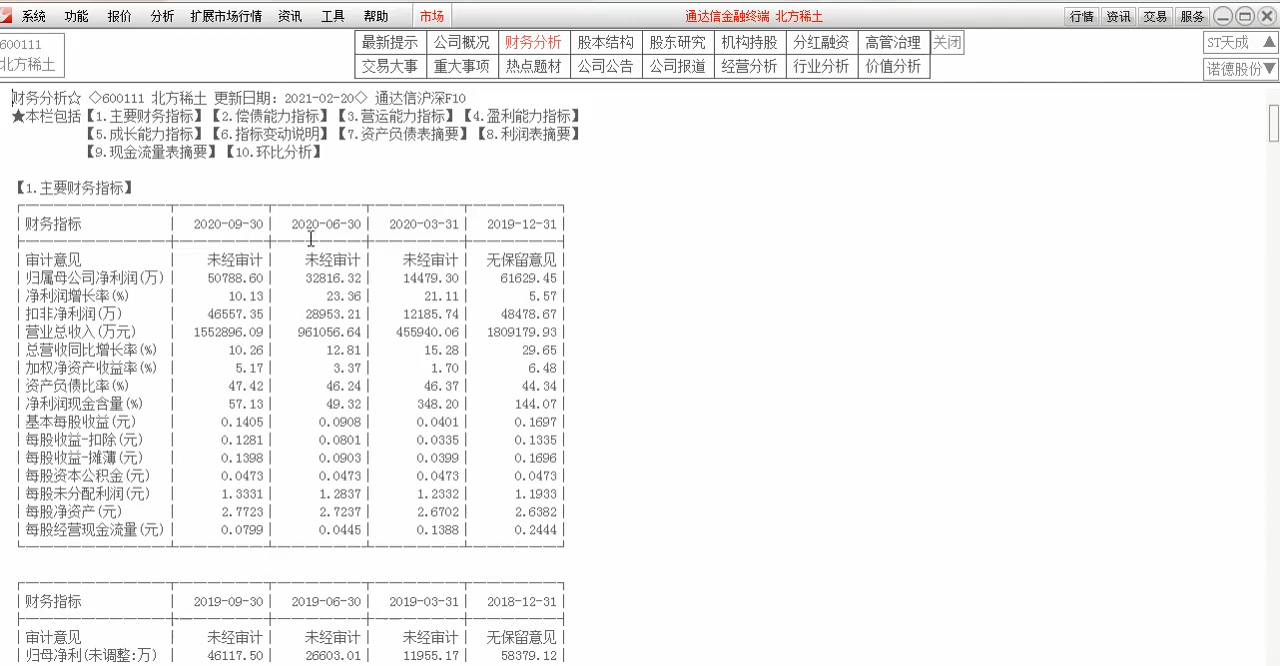 系统 功能 报价 分析 扩展市场行情 资讯 工具 帮助 市场 通达信金融终端 北方稀土 行情 资讯 交易 服务
600111 最新提示 公司概况 财务分析 股本结构 股东研究 机构持股 分红融资 高管治理 关闭 ST天成
北方稀土 交易大事 重大事项 热点题材 公司公告 公司报道 经营分析 行业分析 价值分析 诺德股份
财务分析☆ ◇600111 北方稀土 更新日期: 2021-02-20◇ 通达信沪深F10
★本栏包括【1.主要财务指标】【2.偿债能力指标】【3.营运能力指标】【4.盈利能力指标】
【5.成长能力指标】【6.指标变动说明】【7.资产负债表摘要】【8.利润表摘要】
【9.现金流量表摘要】【10.环比分析】
【1.主要财务指标】
财务指标 2020-09-30 2020-06-30 2020-03-31 2019-12-31
审计意见 未经审计 未经审计 未经审计 无保留意见
归属母公司净利润(万) 50788.60 32816.32 14479.30 61629.45
净利润增长率(%) 10.13 23.36 21.11 5.57
扣非净利润(万) 46557.35 28953.21 12185.74 48478.67
营业总收入(万元) 1552896.09 961056.64 455940.06 1809179.93
总营收同比增长率(%) 10.26 12.81 15.28 29.65
加权净资产收益率(%) 5.17 3.37 1.70 6.48
资产负债比率(%) 47.42 46.24 46.37 44.34
净利润现金含量(%) 57.13 49.32 348.20 144.07
基本每股收益(元) 0.1405 0.0908 0.0401 0.1697
每股收益-扣除(元) 0.1281 0.0801 0.0335 0.1335
每股收益-摊薄(元) 0.1398 0.0903 0.0399 0.1696
每股资本公积金(元) 0.0473 0.0473 0.0473 0.0473
每股未分配利润(元) 1.3331 1.2837 1.2332 1.1933
每股净资产(元) 2.7723 2.7237 2.6702 2.6382
每股经营现金流量(元) 0.0799 0.0445 0.1388 0.2444
财务指标 2019-09-30 2019-06-30 2019-03-31 2018-12-31
审计意见 未经审计 未经审计 未经审计 无保留意见
归母净利(未调整:万) 46117.50 26603.01 11955.17 58379.12